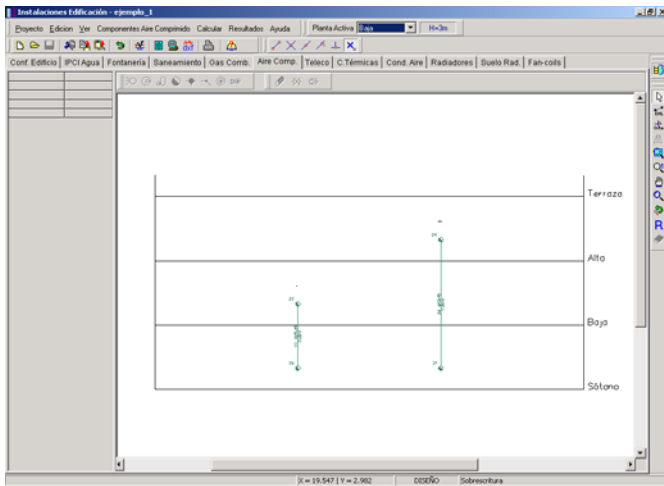 Instalaciones Edificación - ejemplo_1
Proyecto Edicion Ver Componentes Aire Comprimido Calcular Resultados Ayuda Planta Activa Baja H=3m
Conf. Edificio IPCI Agua Fontanería Saneamiento Gas Comb. Aire Comp. Teleco C.Térmicas Cond. Aire Radiadores Suelo Rad. Fan-coils
Terraza
Alta
Baja
Sótano
X = 19.547 | Y = 2.982 DISEÑO Sobrescritura